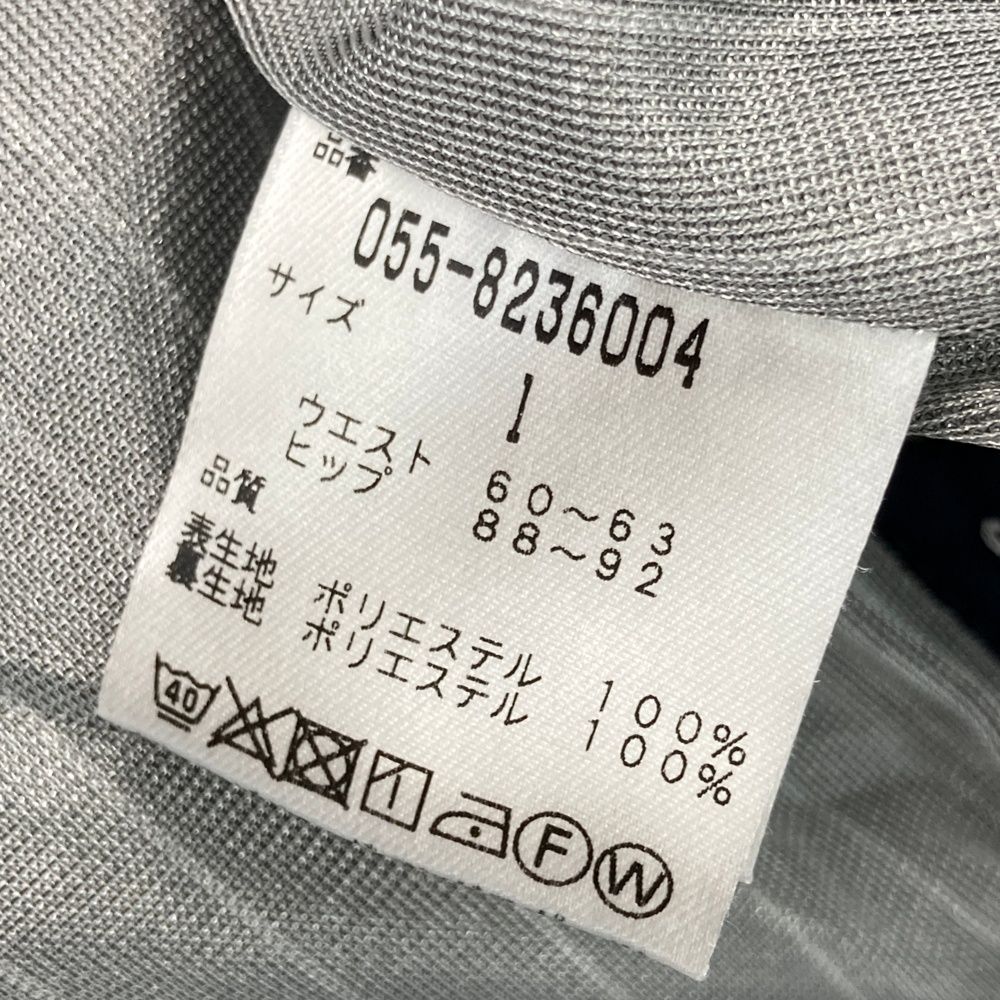 品番
055-8236004
サイズ
1
ウエスト 60～63
ヒップ 88～92
品質
表生地 ポリエステル 100%
裏生地 ポリエステル 100%
40 F W